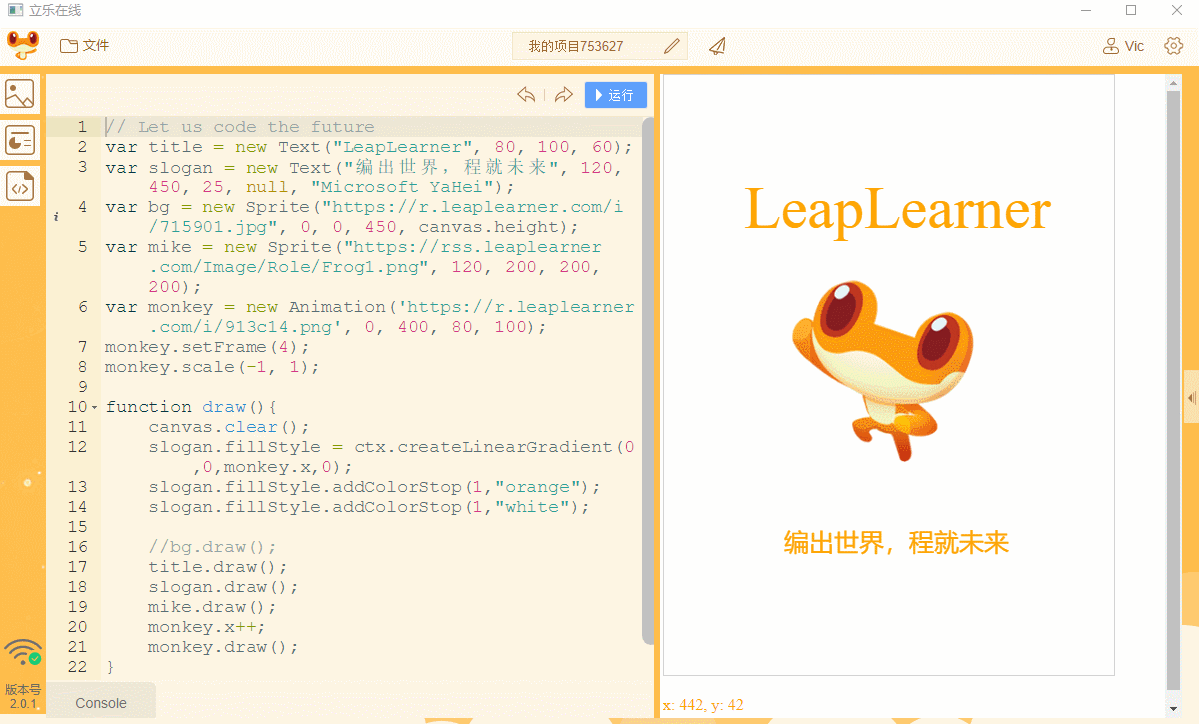 立乐在线
文件
我的项目753627
Vic
运行
1 // Let us code the future
2 var title = new Text("LeapLearner", 80, 100, 60);
3 var slogan = new Text("编出世界，程就未来", 120,
450, 25, null, "Microsoft YaHei");
4 var bg = new Sprite("https://r.leaplearner.com/i
/715901.jpg", 0, 0, 450, canvas.height);
5 var mike = new Sprite("https://rss.leaplearner
.com/Image/Role/Frog1.png", 120, 200, 200,
200);
6 var monkey = new Animation('https://r.leaplearner
.com/i/913c14.png', 0, 400, 80, 100);
7 monkey.setFrame(4);
8 monkey.scale(-1, 1);
9
10 function draw(){
11 canvas.clear();
12 slogan.fillStyle = ctx.createLinearGradient(0
,0,monkey.x,0);
13 slogan.fillStyle.addColorStop(1,"orange");
14 slogan.fillStyle.addColorStop(1,"white");
15
16 //bg.draw();
17 title.draw();
18 slogan.draw();
19 mike.draw();
20 monkey.x++;
21 monkey.draw();
22 }
版本号
2.0.1
Console
LeapLearner
编出世界，程就未来
x: 442, y: 42